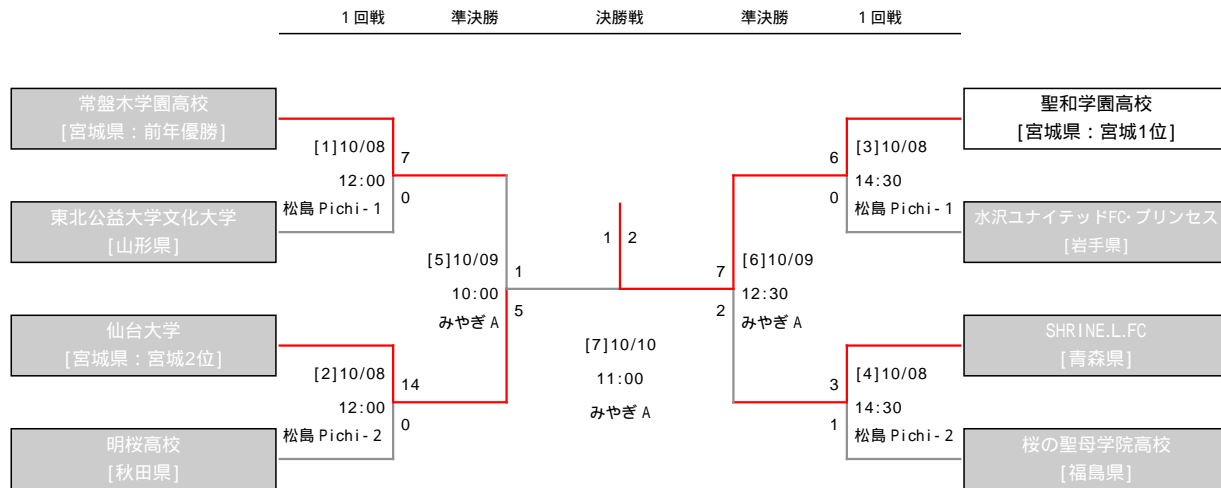 1回戦 準決勝 決勝戦 準決勝 1回戦
常盤木学園高校
[宮城県：前年優勝]
[1]10/08
7
12:00
0
松島 Pichi-1
東北公益大学文化大学
[山形県]
[5]10/09
1
10:00
5
みやぎ A
仙台大学
[宮城県：宮城2位]
[2]10/08
14
12:00
0
松島 Pichi-2
明桜高校
[秋田県]
1 2
[7]10/10
11:00
みやぎ A
聖和学園高校
[宮城県：宮城1位]
6
[3]10/08
14:30
0
松島 Pichi-1
水沢ユナイテッドFC・プリンセス
[岩手県]
7
[6]10/09
12:30
2
みやぎ A
SHRINE.L.FC
[青森県]
3
[4]10/08
14:30
1
松島 Pichi-2
桜の聖母学院高校
[福島県]